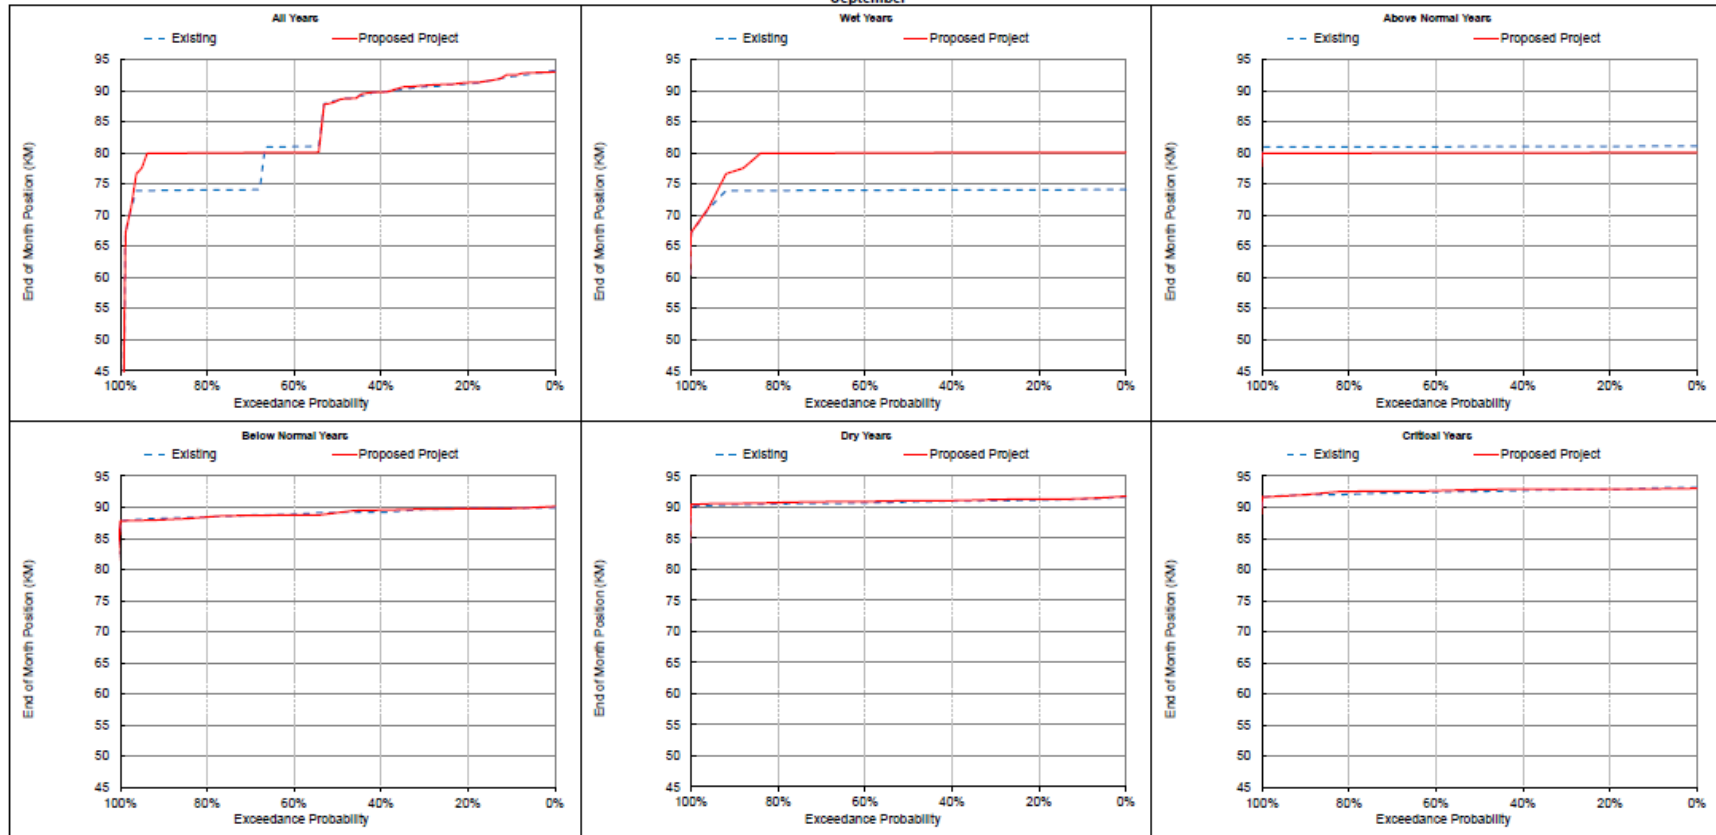 September
All Years
Existing
Proposed Project
End of Month Position (KM)
95
90
85
80
75
70
65
60
55
50
45
100% 80% 60% 40% 20% 0%
Exceedance Probability
Wet Years
Existing
Proposed Project
End of Month Position (KM)
95
90
85
80
75
70
65
60
55
50
45
100% 80% 60% 40% 20% 0%
Exceedance Probability
Above Normal Years
Existing
Proposed Project
End of Month Position (KM)
95
90
85
80
75
70
65
60
55
50
45
100% 80% 60% 40% 20% 0%
Exceedance Probability
Below Normal Years
Existing
Proposed Project
End of Month Position (KM)
95
90
85
80
75
70
65
60
55
50
45
100% 80% 60% 40% 20% 0%
Exceedance Probability
Dry Years
Existing
Proposed Project
End of Month Position (KM)
95
90
85
80
75
70
65
60
55
50
45
100% 80% 60% 40% 20% 0%
Exceedance Probability
Critical Years
Existing
Proposed Project
End of Month Position (KM)
95
90
85
80
75
70
65
60
55
50
45
100% 80% 60% 40% 20% 0%
Exceedance Probability